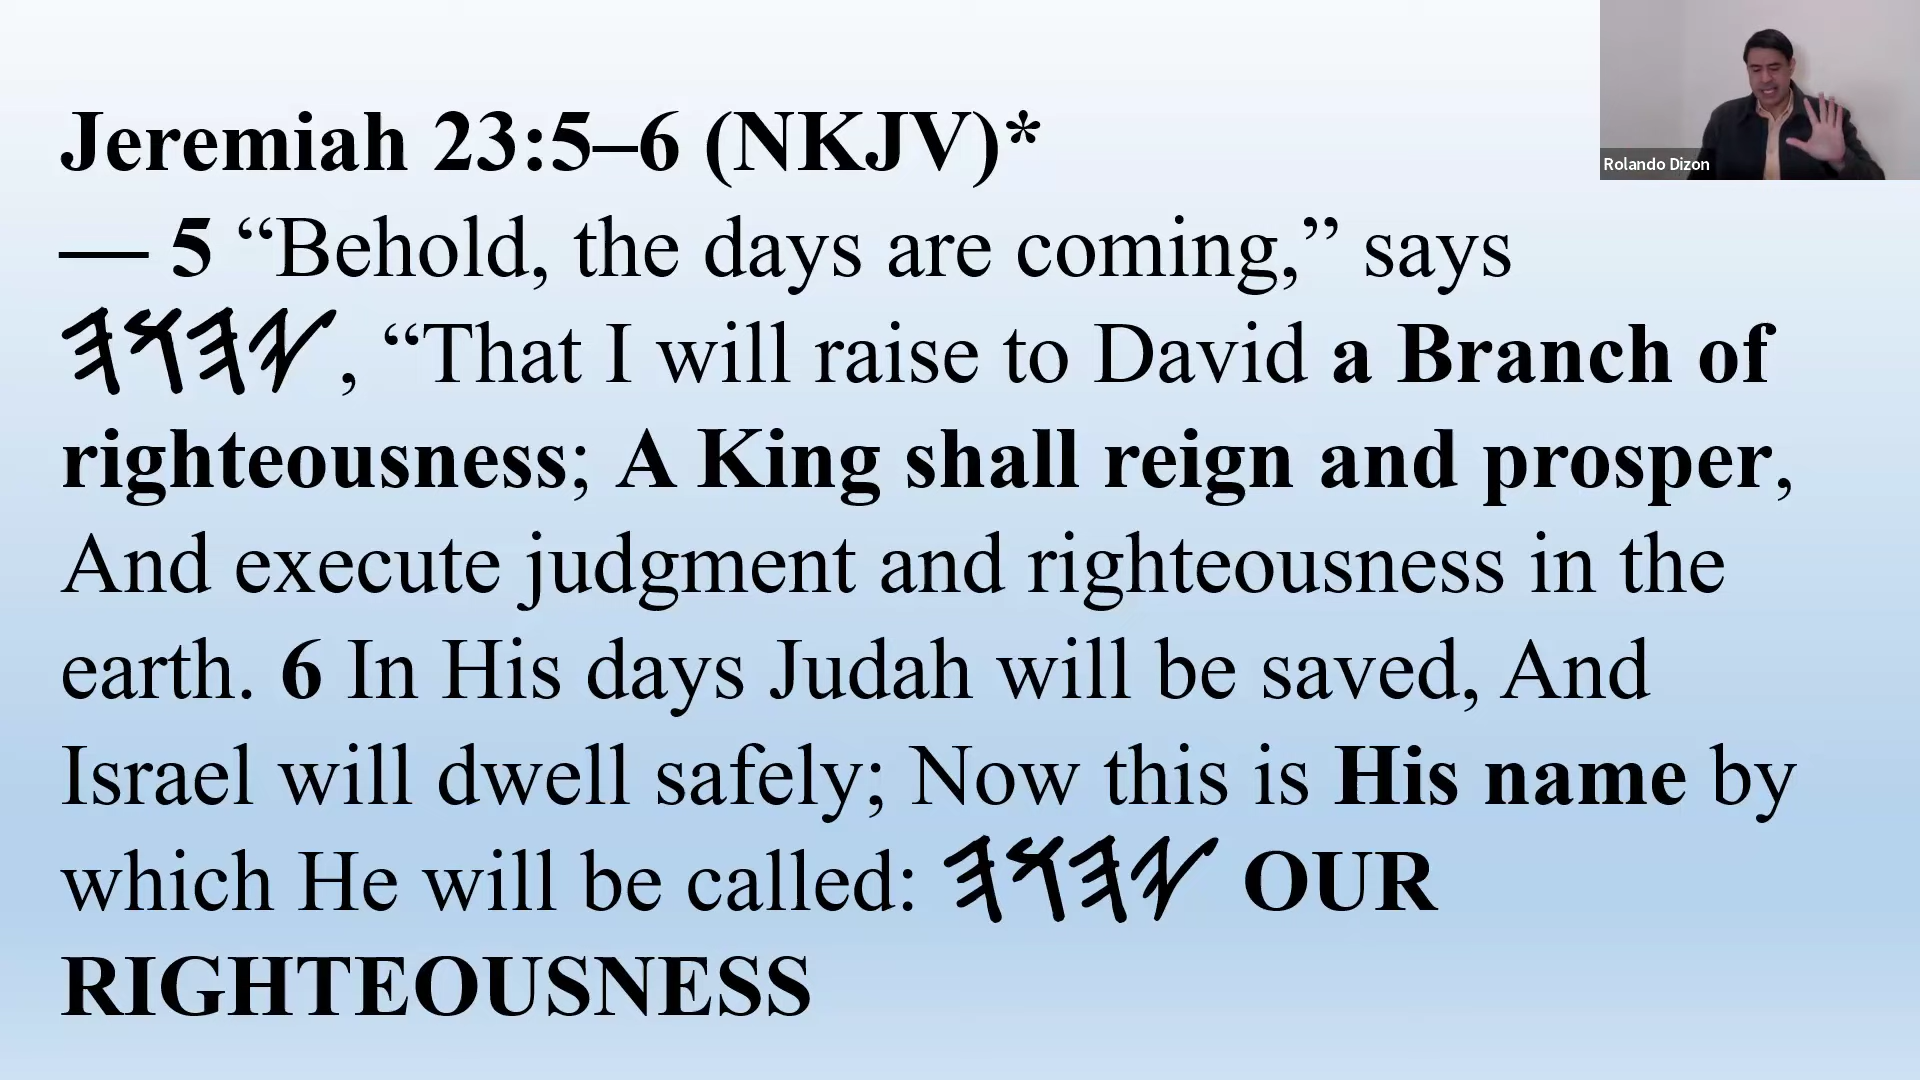 Rolando Dizon
Jeremiah 23:5–6 (NKJV)*
— 5 “Behold, the days are coming,” says
𐤉𐤄𐤅𐤄, “That I will raise to David a Branch of
righteousness; A King shall reign and prosper,
And execute judgment and righteousness in the
earth. 6 In His days Judah will be saved, And
Israel will dwell safely; Now this is His name by
which He will be called: 𐤉𐤄𐤅𐤄 OUR
RIGHTEOUSNESS